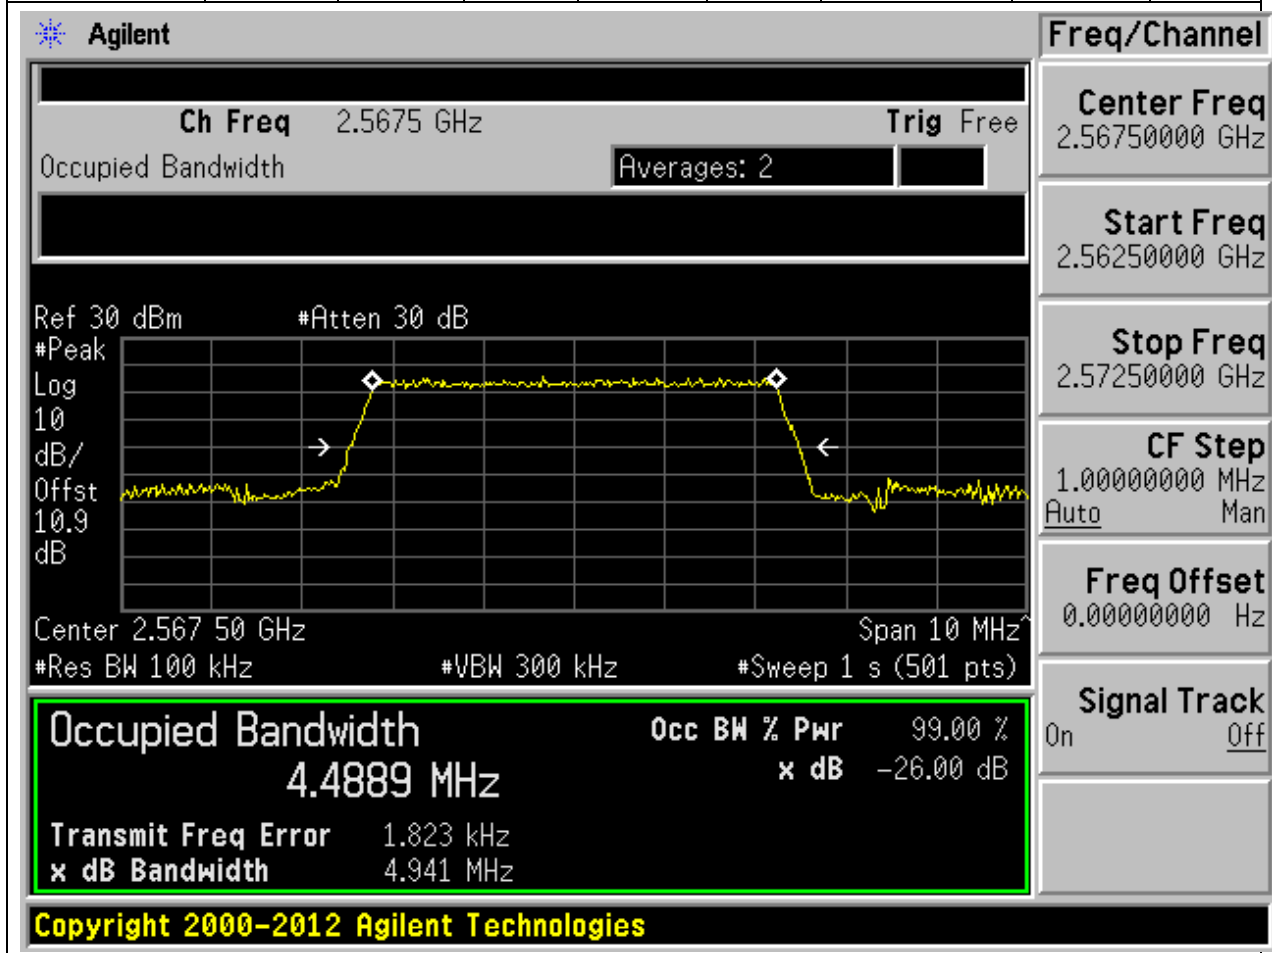 Agilent
Freq/Channel
Ch Freq 2.5675 GHz Trig Free
Occupied Bandwidth Averages: 2
Center Freq
2.56750000 GHz
Start Freq
2.56250000 GHz
Stop Freq
2.57250000 GHz
CF Step
1.00000000 MHz
Auto Man
Freq Offset
0.00000000 Hz
Signal Track
On Off
Ref 30 dBm #Atten 30 dB
#Peak
Log
10
dB/
Offst
10.9
dB
Center 2.567 50 GHz Span 10 MHz^
#Res BW 100 kHz #VBW 300 kHz #Sweep 1 s (501 pts)
Occupied Bandwidth Occ BW % Pwr 99.00 %
4.4889 MHz x dB -26.00 dB
Transmit Freq Error 1.823 kHz
x dB Bandwidth 4.941 MHz
Copyright 2000-2012 Agilent Technologies